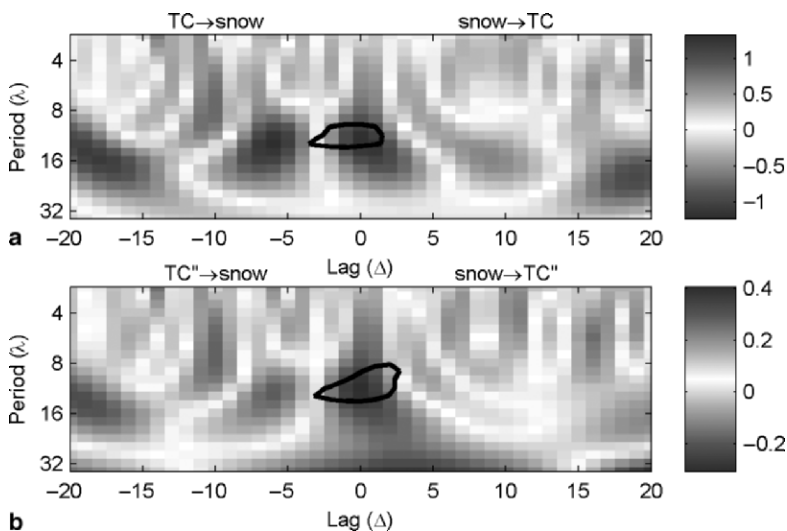 TC→snow snow→TC
Period (λ)
4
8
16
32
−20 −15 −10 −5 0 5 10 15 20
Lag (Δ)
1
0.5
0
−0.5
−1
a
TC"→snow snow→TC"
Period (λ)
4
8
16
32
−20 −15 −10 −5 0 5 10 15 20
Lag (Δ)
0.4
0.2
0
−0.2
b